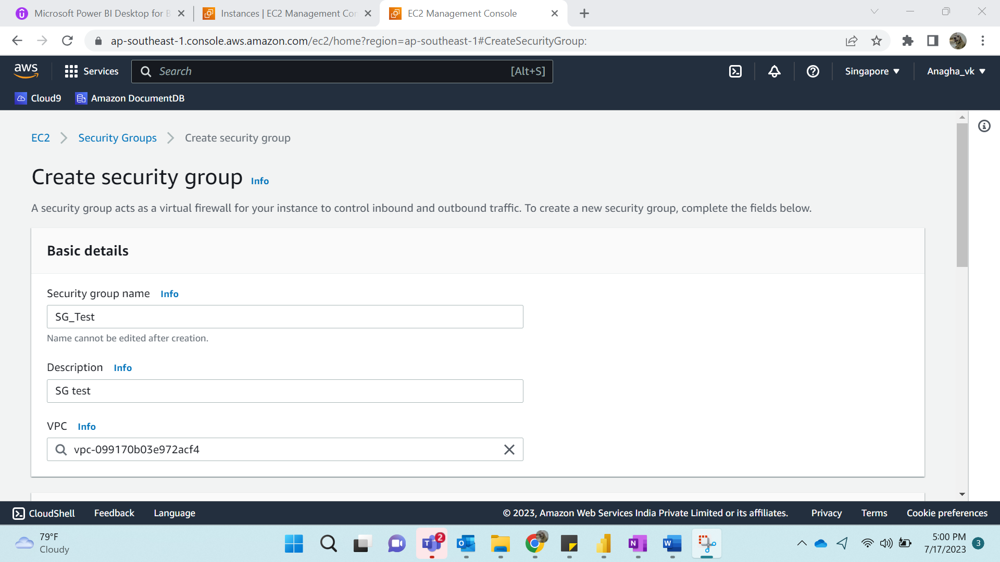 Microsoft Power BI Desktop for B
Instances | EC2 Management Con
EC2 Management Console
ap-southeast-1.console.aws.amazon.com/ec2/home?region=ap-southeast-1#CreateSecurityGroup:
aws
Services
Search
[Alt+S]
Singapore
Anagha_vk
Cloud9
Amazon DocumentDB
EC2
Security Groups
Create security group
Create security group
Info
A security group acts as a virtual firewall for your instance to control inbound and outbound traffic. To create a new security group, complete the fields below.
Basic details
Security group name
Info
SG_Test
Name cannot be edited after creation.
Description
Info
SG test
VPC
Info
vpc-099170b03e972acf4
CloudShell
Feedback
Language
© 2023, Amazon Web Services India Private Limited or its affiliates.
Privacy
Terms
Cookie preferences
79°F
Cloudy
2
5:00 PM
7/17/2023
3